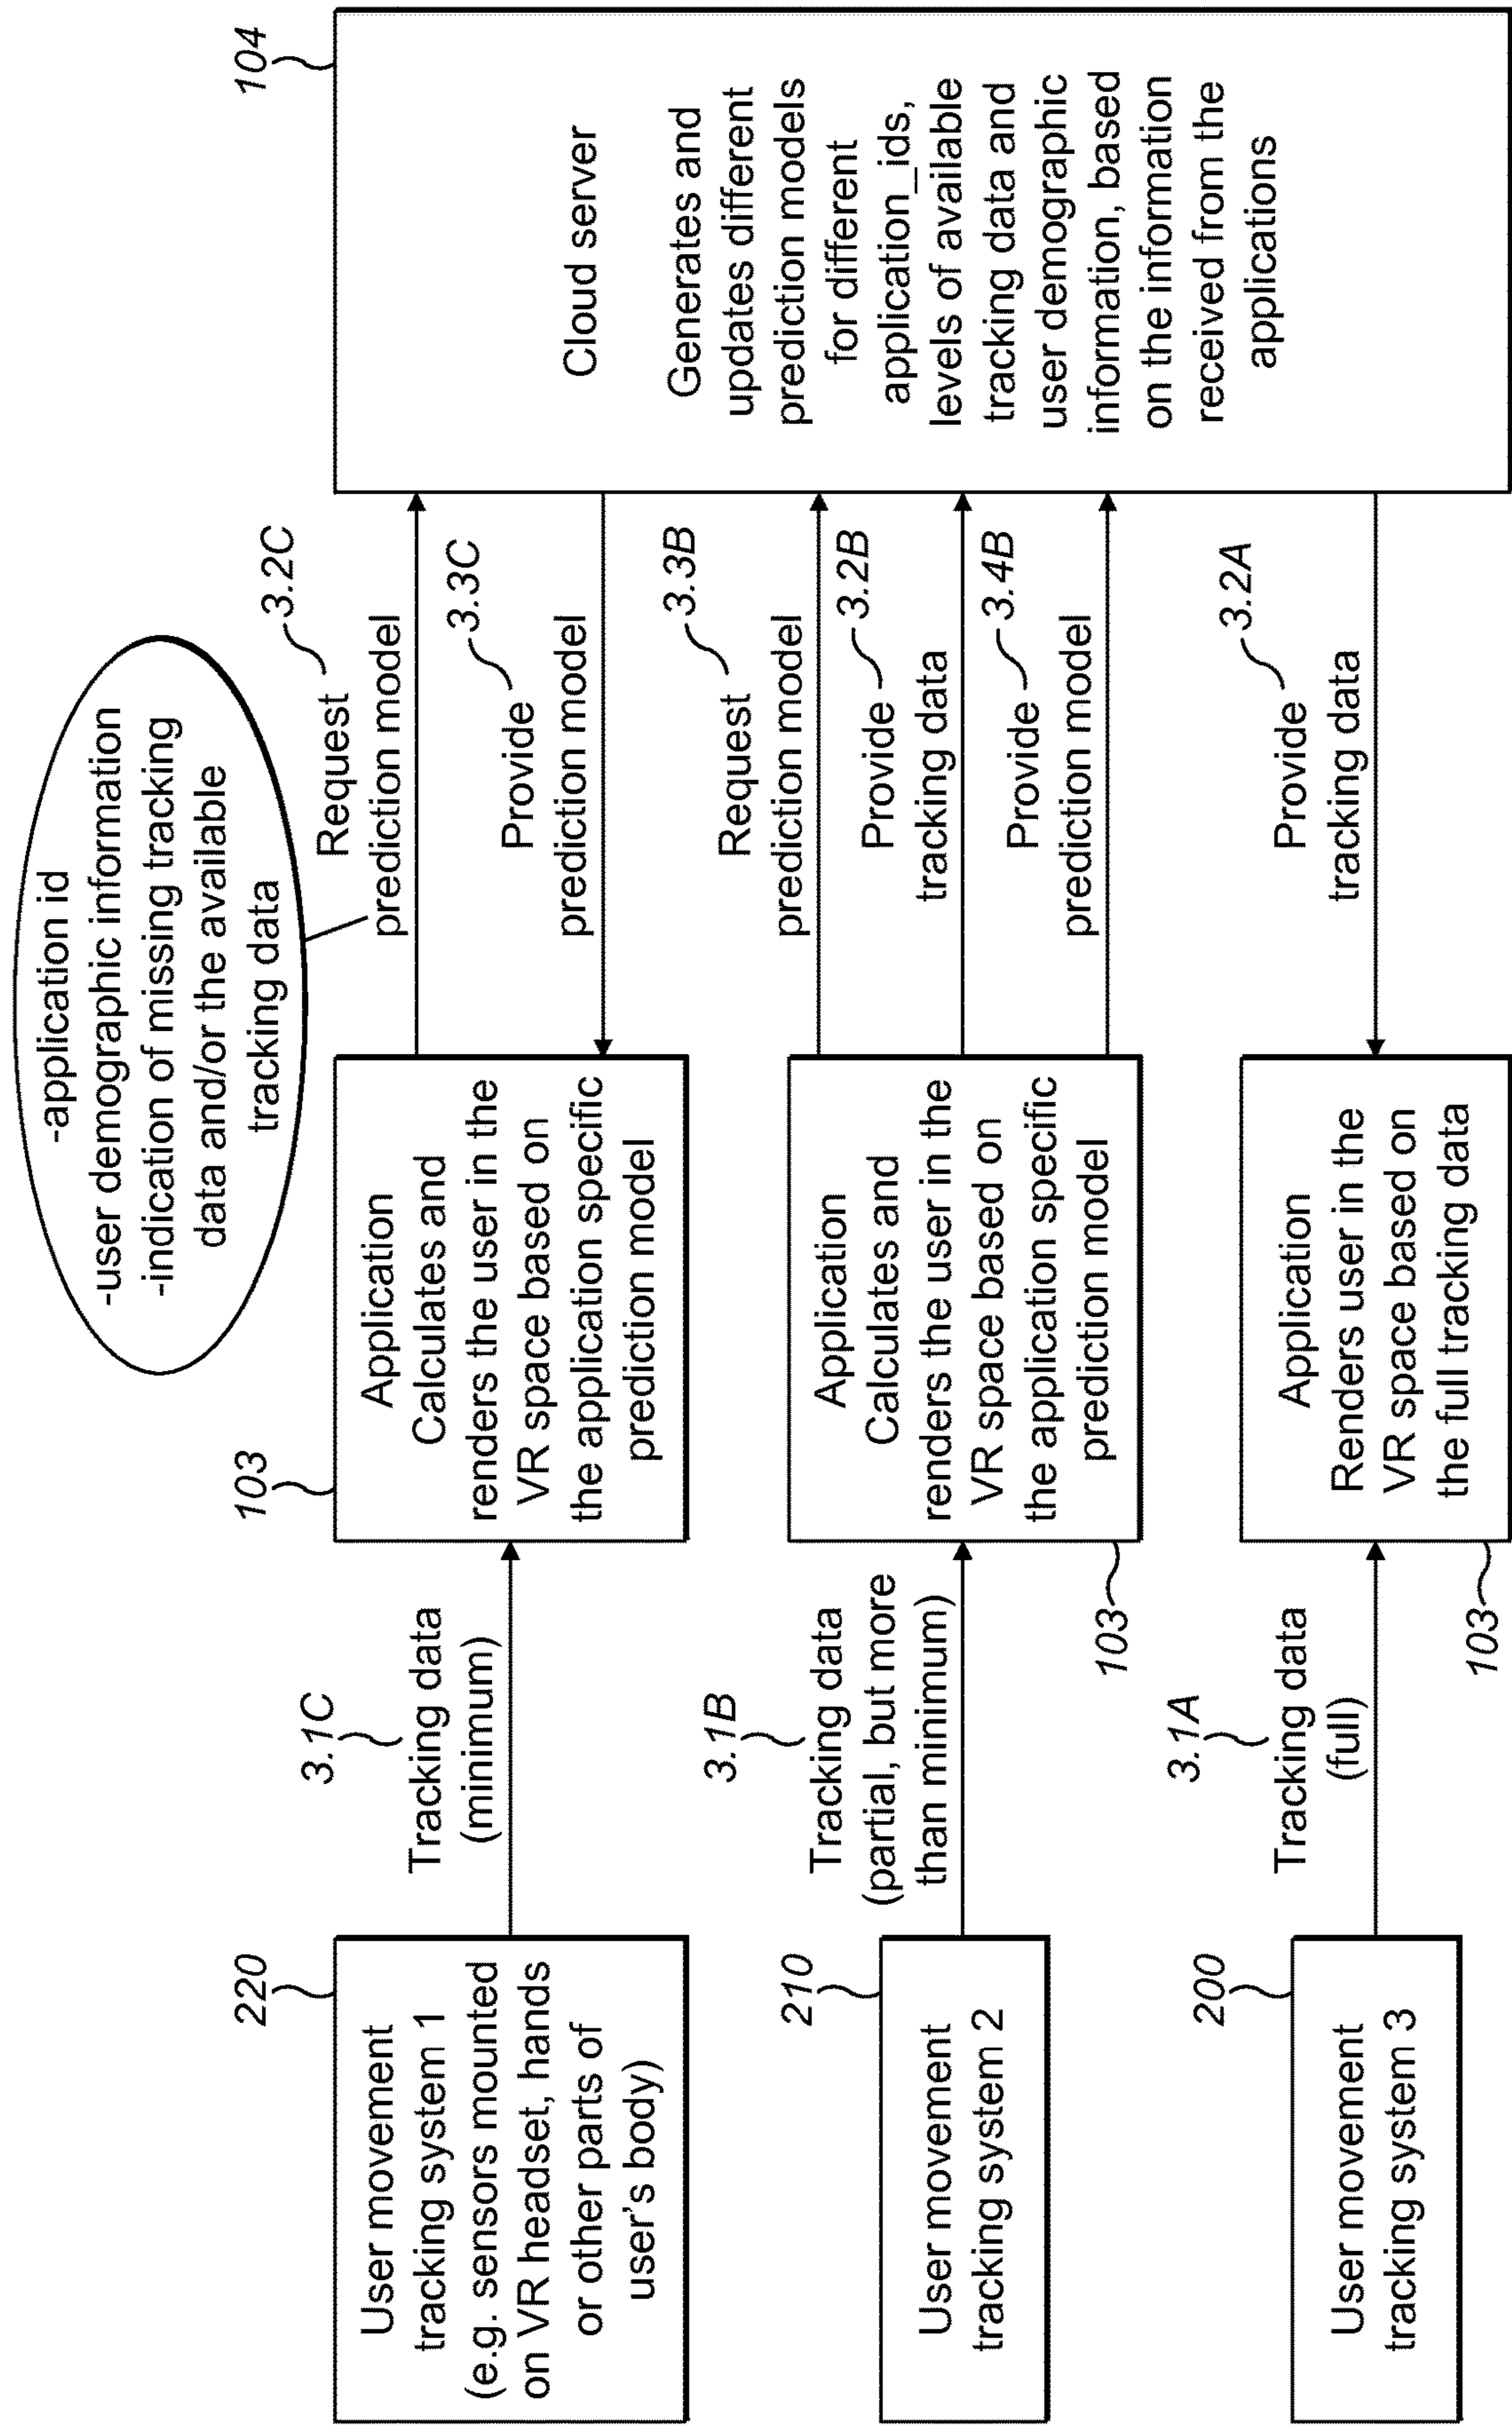 -application id
-user demographic information
-indication of missing tracking
data and/or the available
tracking data
220
User movement
tracking system 1
(e.g. sensors mounted
on VR headset, hands
or other parts of
user's body)
3.1C
Tracking data
(minimum)
103
Application
Calculates and
renders the user in the
VR space based on
the application specific
prediction model
3.2C
Request
prediction model
3.3C
Provide
prediction model
104
Cloud server
Generates and
updates different
prediction models
for different
application_ids,
levels of available
tracking data and
user demographic
information, based
on the information
received from the
applications
210
User movement
tracking system 2
3.1B
Tracking data
(partial, but more
than minimum)
103
Application
Calculates and
renders the user in the
VR space based on
the application specific
prediction model
3.3B
Request
prediction model
3.2B
Provide
tracking data
3.4B
Provide
prediction model
200
User movement
tracking system 3
3.1A
Tracking data
(full)
103
Application
Renders user in the
VR space based on
the full tracking data
3.2A
Provide
tracking data